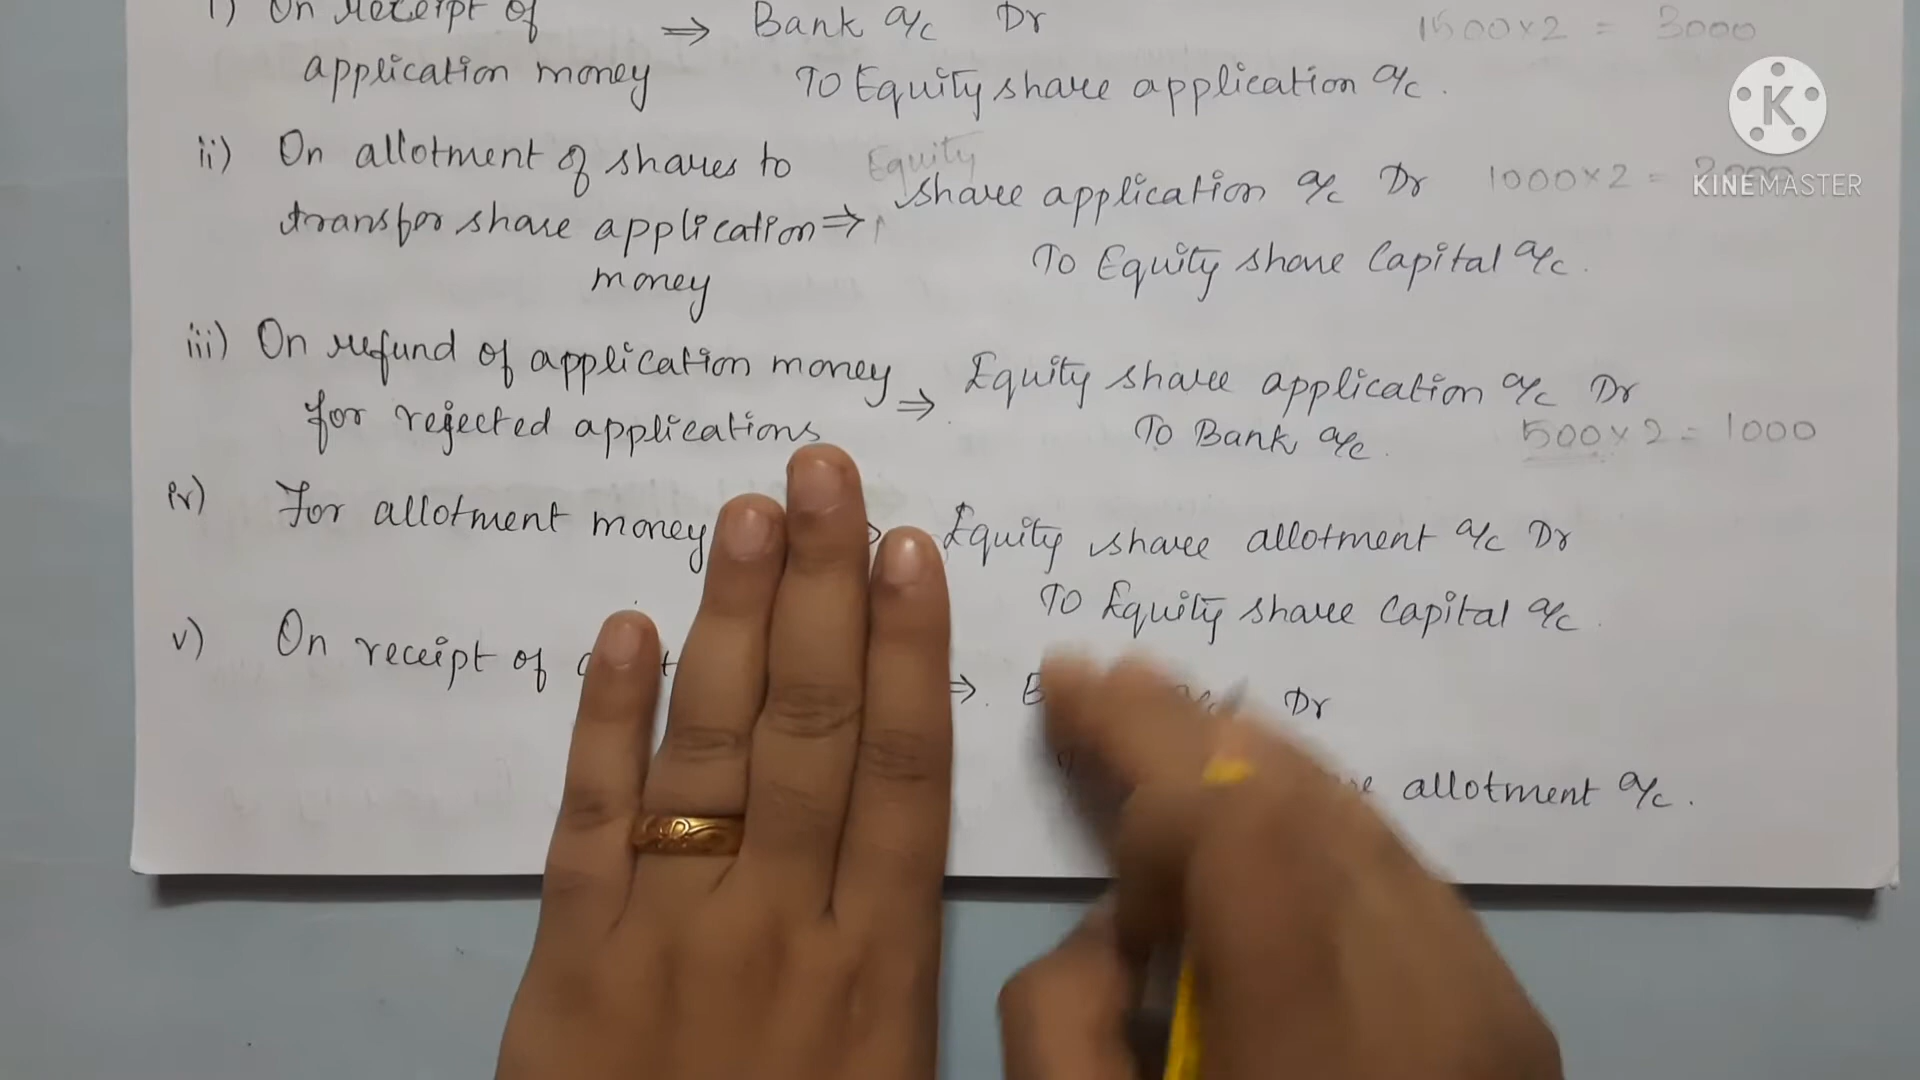 i) On receipt of ⇒ Bank a/c Dr 1500×2 = 3000
application money To Equity share application a/c.
K
KINEMASTER
ii) On allotment of shares to Equity share application a/c Dr 1000×2 =
transfor share application ⇒
money To Equity share Capital a/c.
iii) On refund of application money ⇒ Equity share application a/c Dr
for rejected applications To Bank a/c. 500×2 = 1000
iv) For allotment money Equity share allotment a/c Dr
To Equity share Capital a/c.
v) On receipt of ⇒ Dr
allotment a/c.